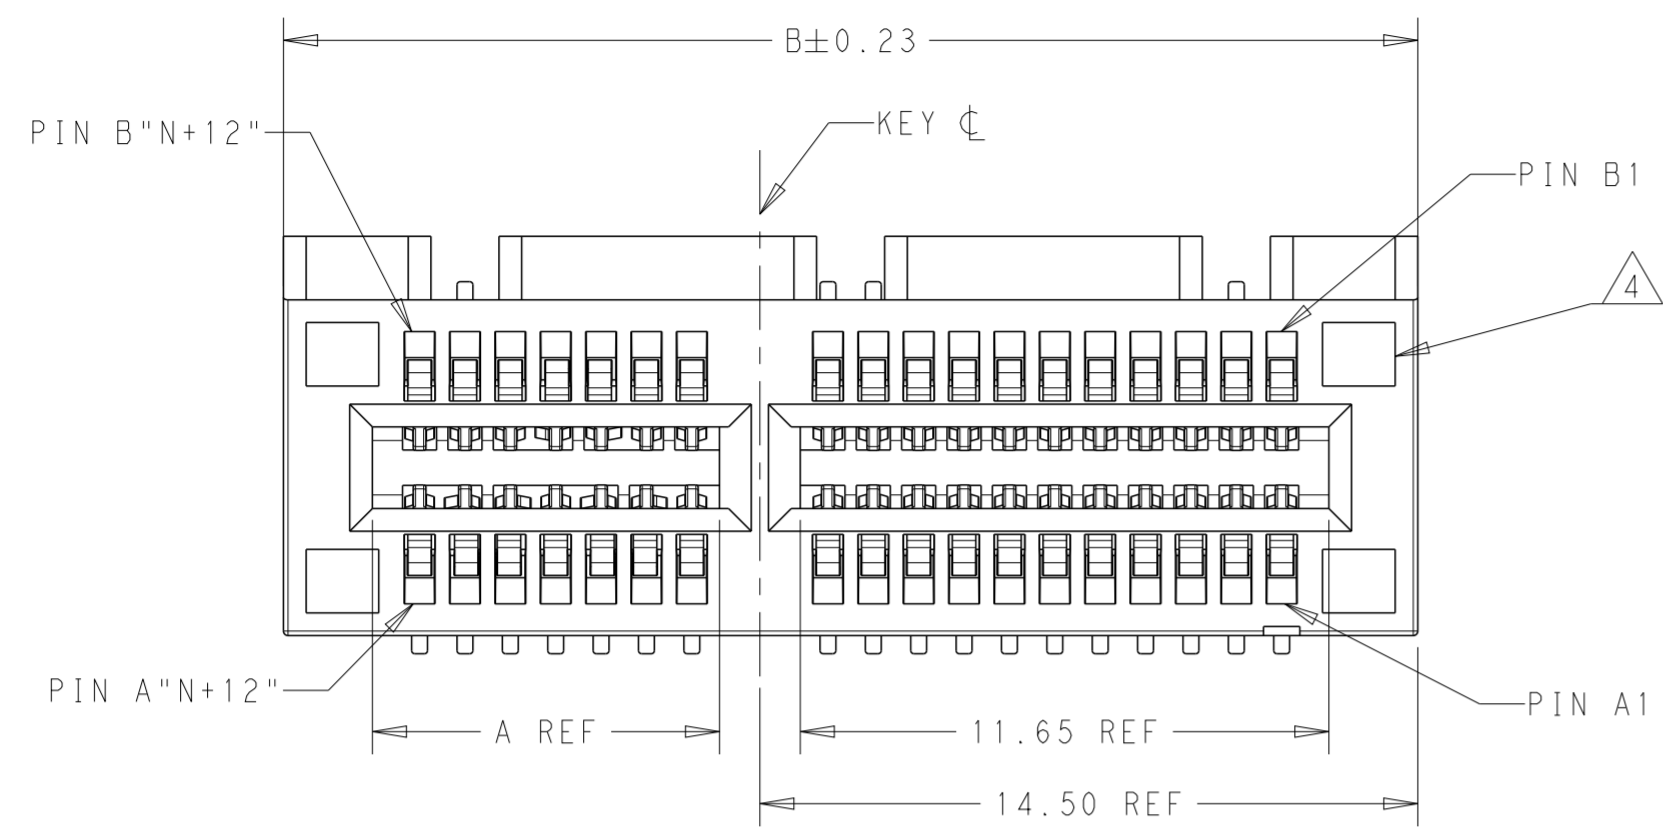 B±0.23
KEY ℄
PIN B"N+12"
PIN B1
4
PIN A"N+12"
PIN A1
A REF
11.65 REF
14.50 REF